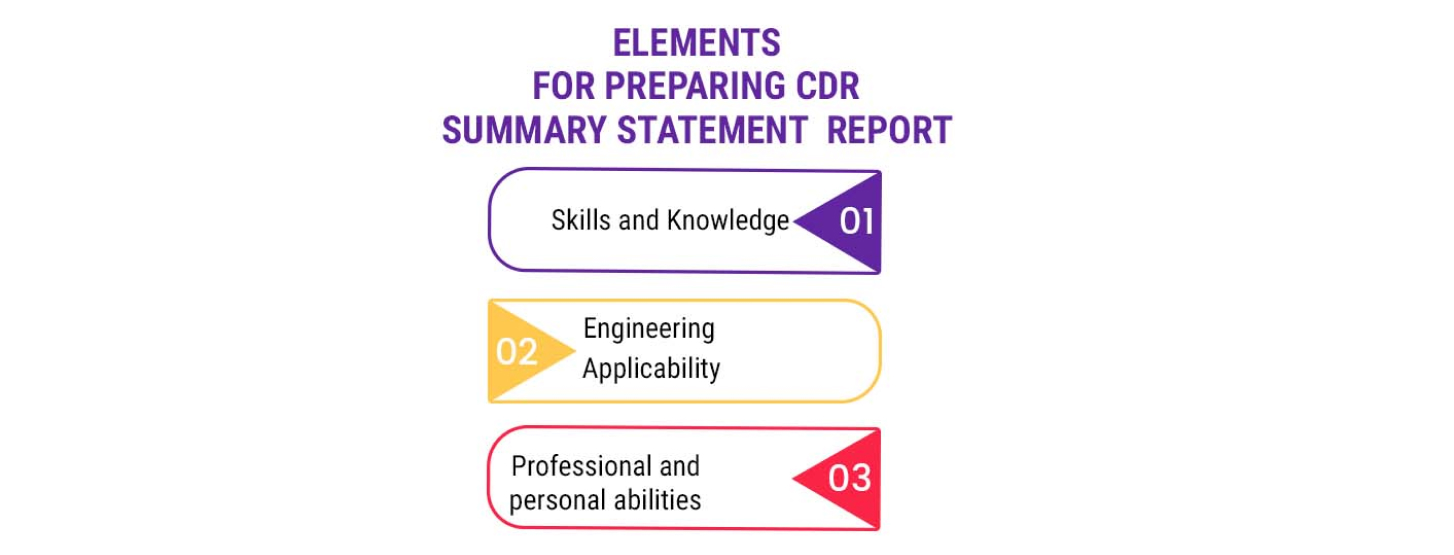 ELEMENTS
FOR PREPARING CDR
SUMMARY STATEMENT REPORT
Skills and Knowledge 01
02 Engineering
Applicability
Professional and
personal abilities 03